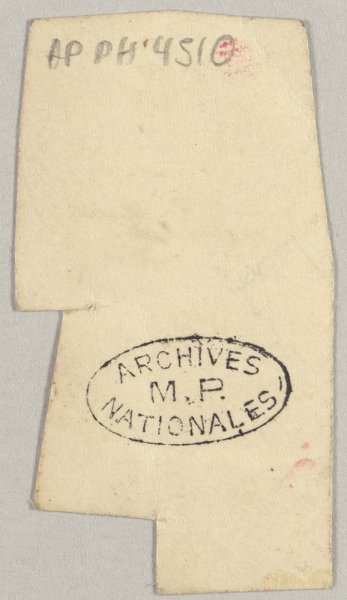 AP PH 4510
ARCHIVES
M.P.
NATIONALES